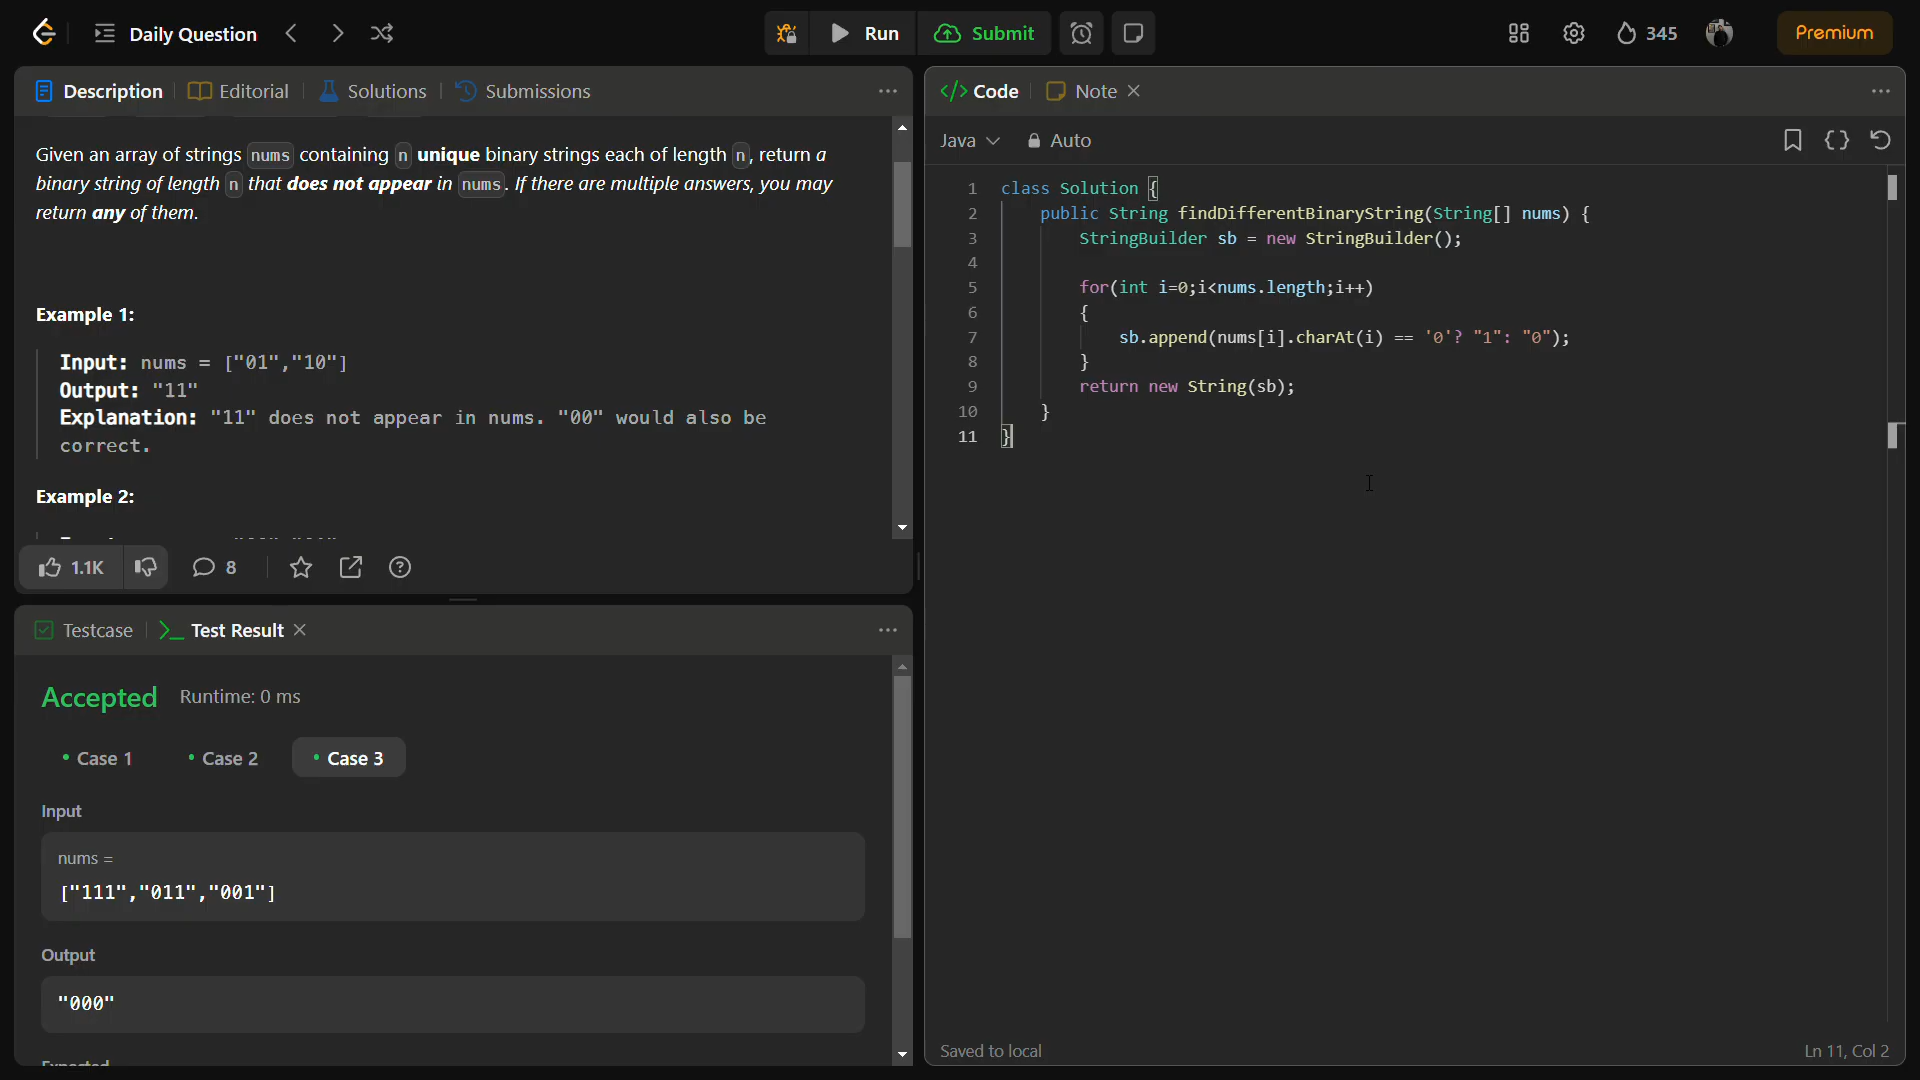 Daily Question
Run
Submit
345
Premium
Description
Editorial
Solutions
Submissions
Given an array of strings nums containing n unique binary strings each of length n, return a
binary string of length n that does not appear in nums. If there are multiple answers, you may
return any of them.
Example 1:
Input: nums = ["01","10"]
Output: "11"
Explanation: "11" does not appear in nums. "00" would also be
correct.
Example 2:
1.1K
8
Testcase
Test Result
Accepted
Runtime: 0 ms
Case 1
Case 2
Case 3
Input
nums =
["111","011","001"]
Output
"000"
Code
Note
Java
Auto
1 class Solution {
2 public String findDifferentBinaryString(String[] nums) {
3 StringBuilder sb = new StringBuilder();
4
5 for(int i=0;i<nums.length;i++)
6 {
7 sb.append(nums[i].charAt(i) == '0'? "1": "0");
8 }
9 return new String(sb);
10 }
11 }
Saved to local
Ln 11, Col 2